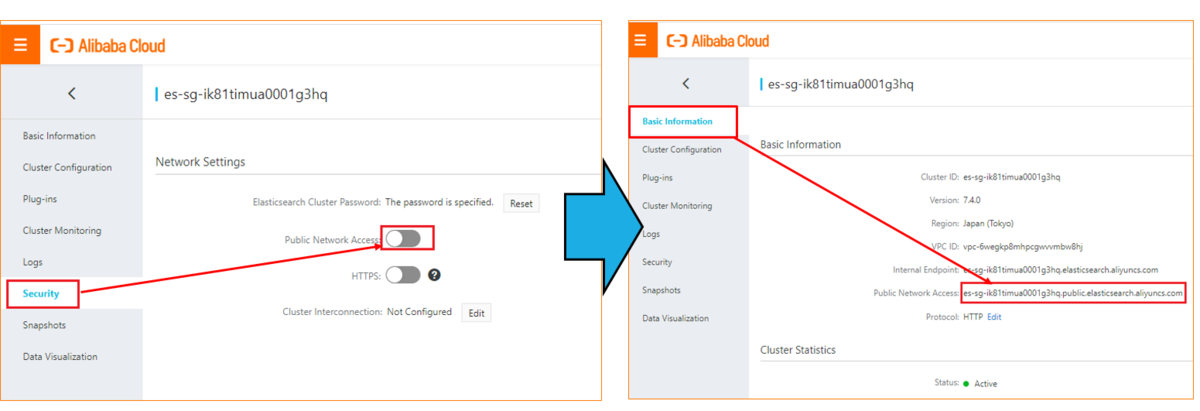 Alibaba Cloud
es-sg-ik81timua0001g3hq
Basic Information
Cluster Configuration
Plug-ins
Cluster Monitoring
Logs
Security
Snapshots
Data Visualization
Network Settings
Elasticsearch Cluster Password: The password is specified. Reset
Public Network Access:
HTTPS: ?
Cluster Interconnection: Not Configured Edit
Alibaba Cloud
es-sg-ik81timua0001g3hq
Basic Information
Cluster Configuration
Plug-ins
Cluster Monitoring
Logs
Security
Snapshots
Data Visualization
Basic Information
Cluster ID: es-sg-ik81timua0001g3hq
Version: 7.4.0
Region: Japan (Tokyo)
VPC ID: vpc-6wegkp8mhpcgwvvmbw8hj
Internal Endpoint: es-sg-ik81timua0001g3hq.elasticsearch.aliyuncs.com
Public Network Access: es-sg-ik81timua0001g3hq.public.elasticsearch.aliyuncs.com
Protocol: HTTP Edit
Cluster Statistics
Status: Active